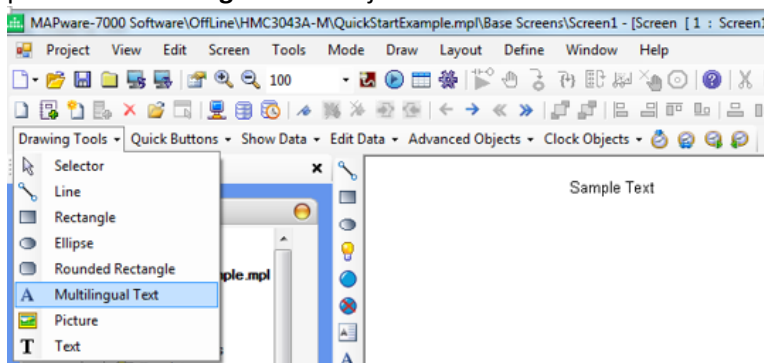 MAPware-7000 Software\OffLine\HMC3043A-M\QuickStartExample.mpl\Base Screens\Screen1 - [Screen [ 1 : Screen1
Project View Edit Screen Tools Mode Draw Layout Define Window Help
100
Drawing Tools Quick Buttons Show Data Edit Data Advanced Objects Clock Objects
Selector
Line
Rectangle
Ellipse
Rounded Rectangle
Multilingual Text
Picture
T Text
ple.mpl
Sample Text